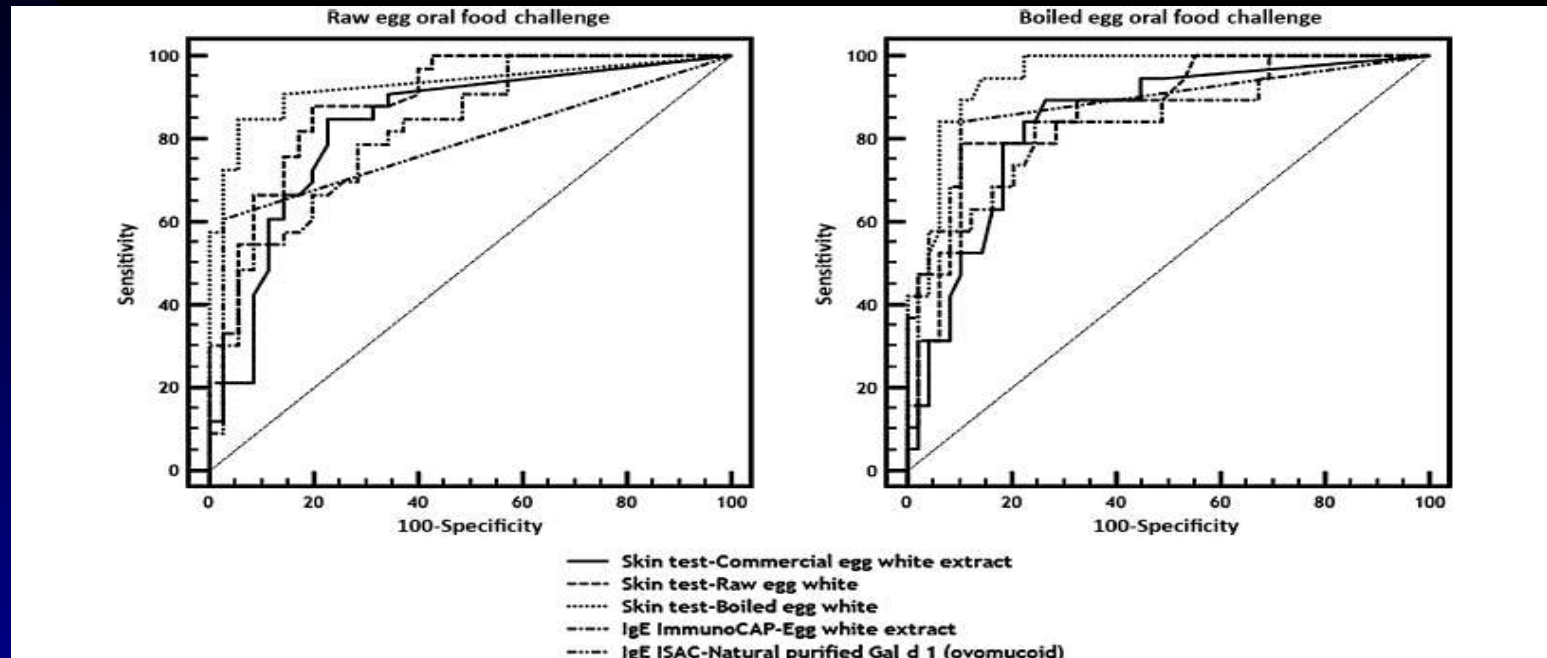 Raw egg oral food challenge
Boiled egg oral food challenge
100
80
60
40
20
0
Sensitivity
0 20 40 60 80 100
100-Specificity
100
80
60
40
20
0
Sensitivity
0 20 40 60 80 100
100-Specificity
Skin test-Commercial egg white extract
Skin test-Raw egg white
Skin test-Boiled egg white
IgE ImmunoCAP-Egg white extract
IgE ISAC-Natural purified Gal d 1 (ovomucoid)